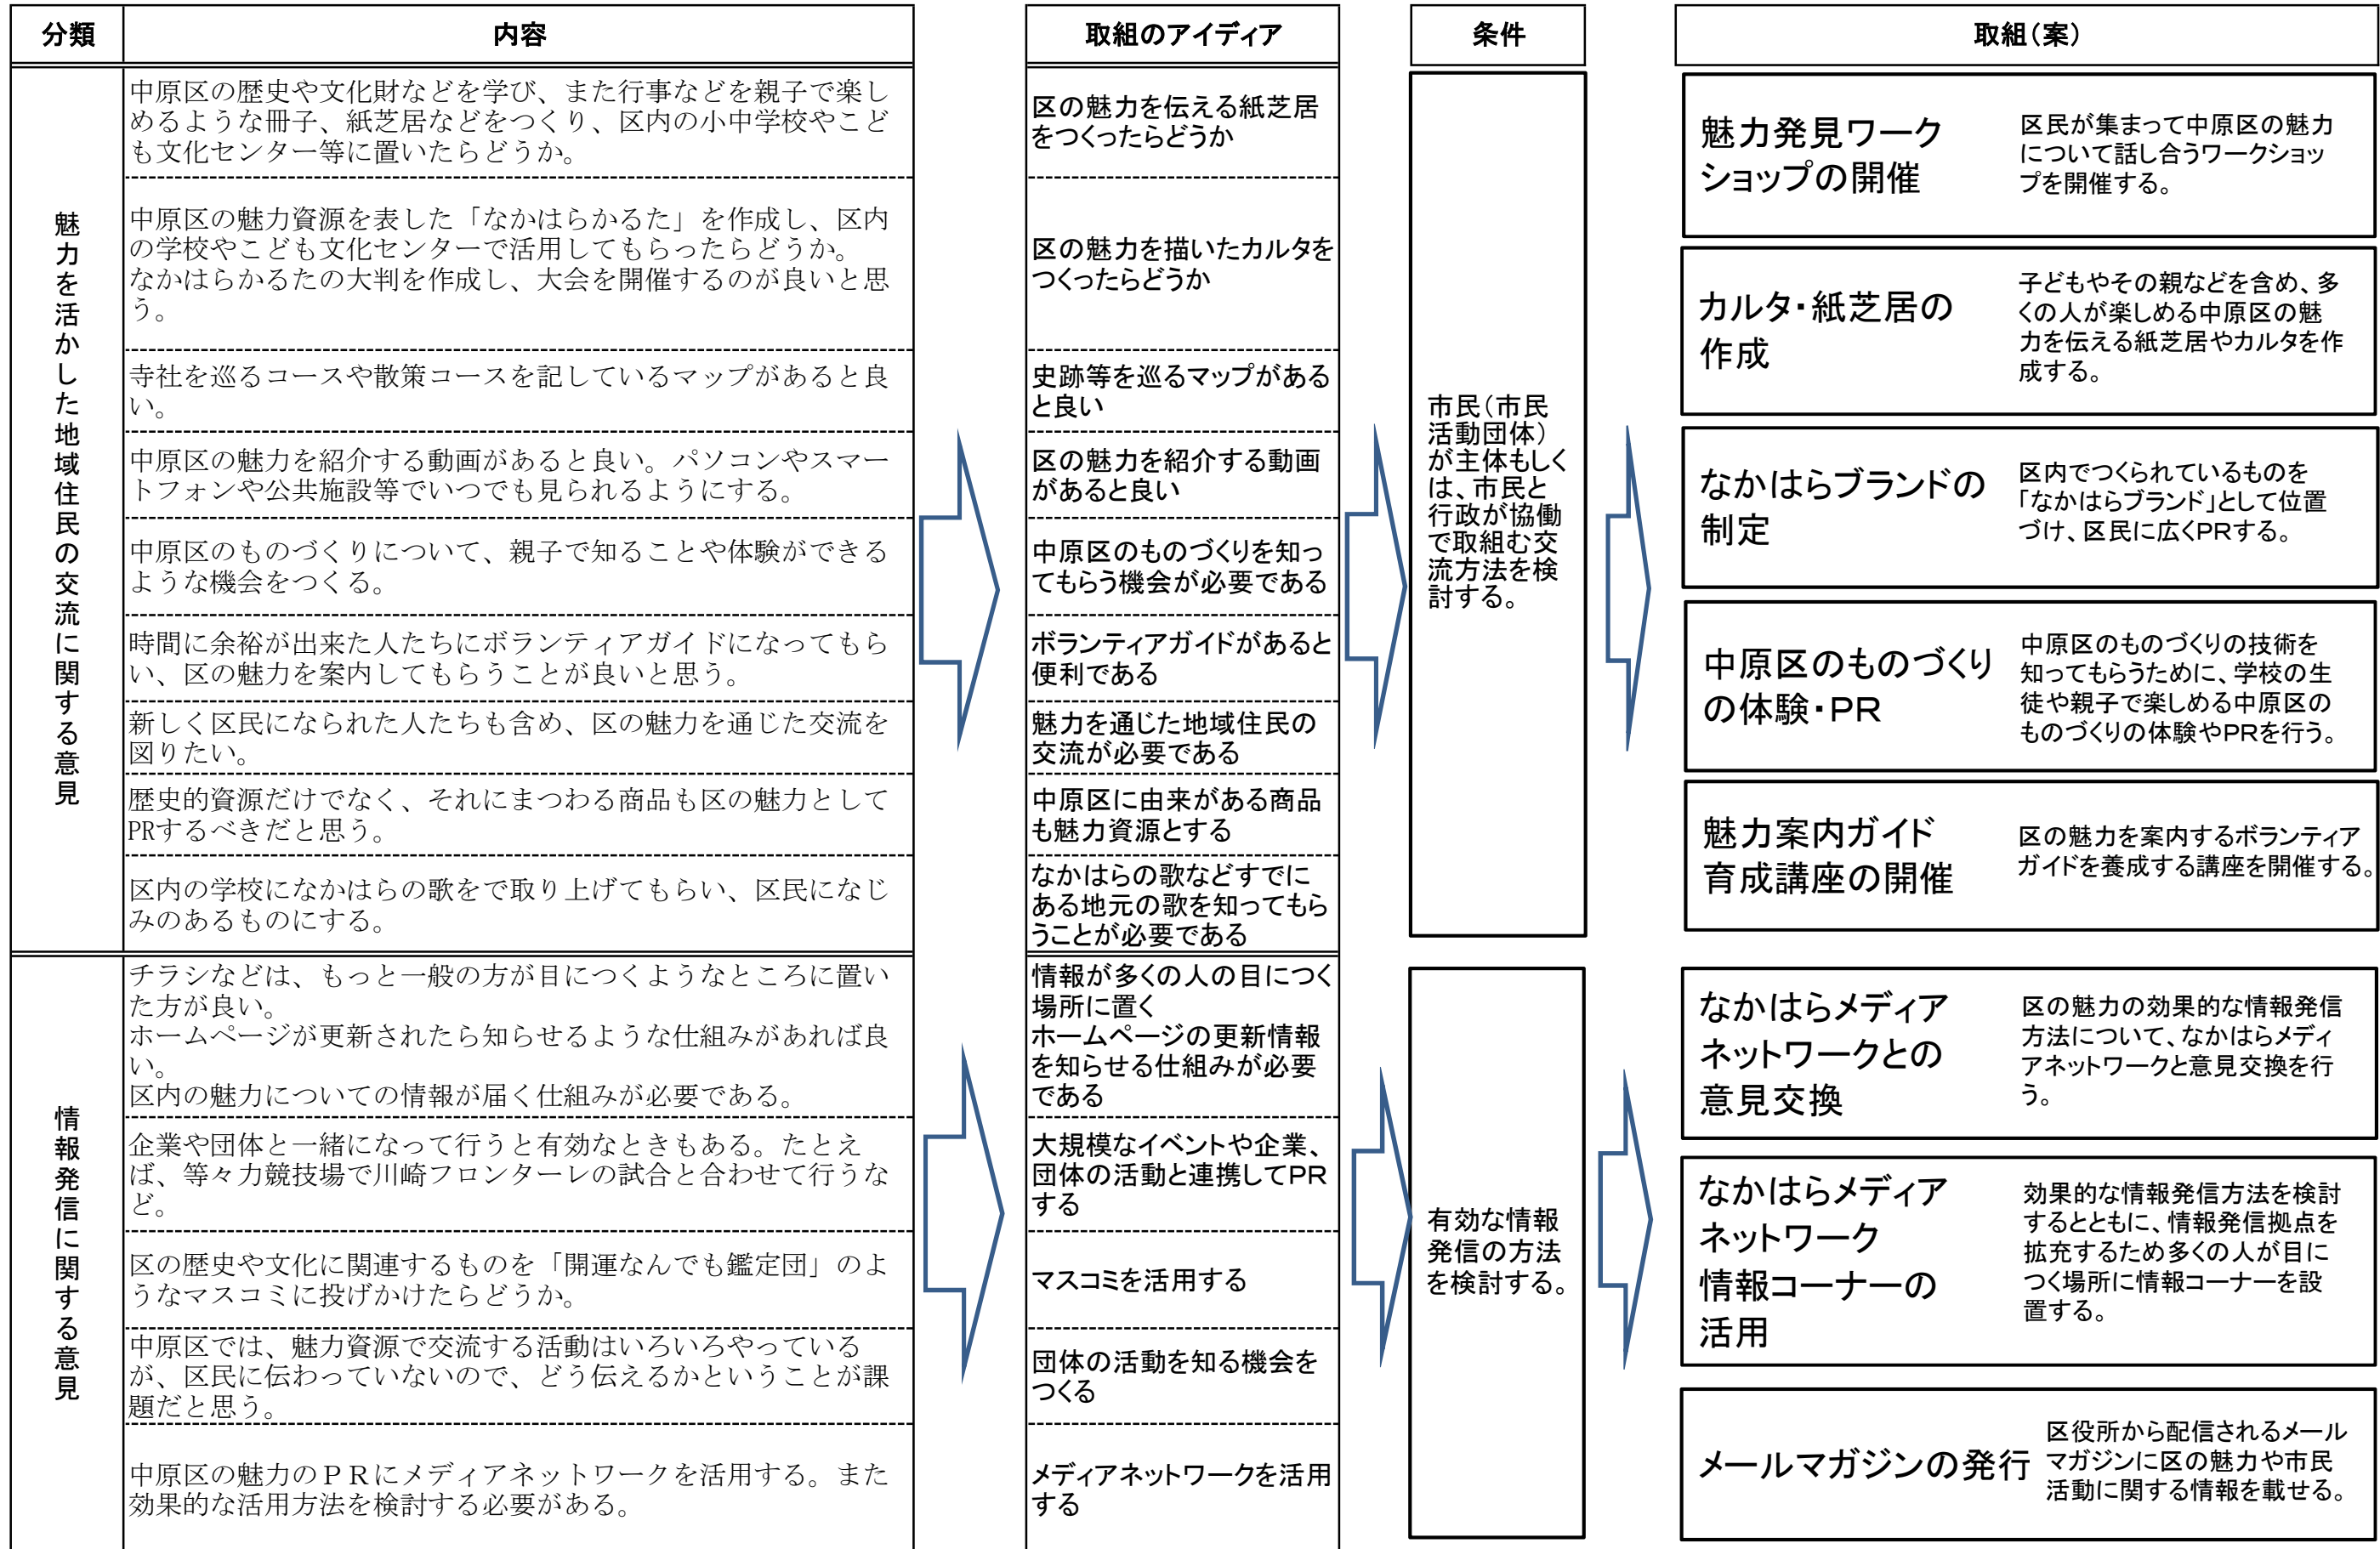 分類
内容
取組のアイディア
条件
取組(案)
魅力を活かした地域住民の交流に関する意見
中原区の歴史や文化財などを学び、また行事などを親子で楽し
めるような冊子、紙芝居などをつくり、区内の小中学校やこど
も文化センター等に置いたらどうか。
中原区の魅力資源を表した「なかはらかるた」を作成し、区内
の学校やこども文化センターで活用してもらったらどうか。
なかはらかるたの大判を作成し、大会を開催するのが良いと思
う。
寺社を巡るコースや散策コースを記しているマップがあると良
い。
中原区の魅力を紹介する動画があると良い。パソコンやスマー
トフォンや公共施設等でいつでも見られるようにする。
中原区のものづくりについて、親子で知ることや体験ができる
ような機会をつくる。
時間に余裕が出来た人たちにボランティアガイドになってもら
い、区の魅力を案内してもらうことが良いと思う。
新しく区民になられた人たちも含め、区の魅力を通じた交流を
図りたい。
歴史的資源だけでなく、それにまつわる商品も区の魅力として
PRするべきだと思う。
区内の学校になかはらの歌をで取り上げてもらい、区民になじ
みのあるものにする。
区の魅力を伝える紙芝居
をつくったらどうか
区の魅力を描いたカルタを
つくったらどうか
史跡等を巡るマップがある
と良い
区の魅力を紹介する動画
があると良い
中原区のものづくりを知っ
てもらう機会が必要である
ボランティアガイドがあると
便利である
魅力を通じた地域住民の
交流が必要である
中原区に由来がある商品
も魅力資源とする
なかはらの歌などすでに
ある地元の歌を知ってもら
うことが必要である
市民(市民
活動団体)
が主体もしく
は、市民と
行政が協働
で取組む交
流方法を検
討する。
魅力発見ワーク
ショップの開催
区民が集まって中原区の魅力
について話し合うワークショッ
プを開催する。
カルタ・紙芝居の
作成
子どもやその親などを含め、多
くの人が楽しめる中原区の魅
力を伝える紙芝居やカルタを作
成する。
なかはらブランドの
制定
区内でつくられているものを
「なかはらブランド」として位置
づけ、区民に広くPRする。
中原区のものづくり
の体験・PR
中原区のものづくりの技術を
知ってもらうために、学校の生
徒や親子で楽しめる中原区の
ものづくりの体験やPRを行う。
魅力案内ガイド
育成講座の開催
区の魅力を案内するボランティア
ガイドを養成する講座を開催する。
情報発信に関する意見
チラシなどは、もっと一般の方が目につくようなところに置い
た方が良い。
ホームページが更新されたら知らせるような仕組みがあれば良
い。
区内の魅力についての情報が届く仕組みが必要である。
企業や団体と一緒になって行うと有効なときもある。たとえ
ば、等々力競技場で川崎フロンターレの試合と合わせて行うな
ど。
区の歴史や文化に関連するものを「開運なんでも鑑定団」のよ
うなマスコミに投げかけたらどうか。
中原区では、魅力資源で交流する活動はいろいろやっている
が、区民に伝わっていないので、どう伝えるかということが課
題だと思う。
中原区の魅力のPRにメディアネットワークを活用する。また
効果的な活用方法を検討する必要がある。
情報が多くの人の目につく
場所に置く
ホームページの更新情報
を知らせる仕組みが必要
である
大規模なイベントや企業、
団体の活動と連携してPR
する
マスコミを活用する
団体の活動を知る機会を
つくる
メディアネットワークを活用
する
有効な情報
発信の方法
を検討する。
なかはらメディア
ネットワークとの
意見交換
区の魅力の効果的な情報発信
方法について、なかはらメディ
アネットワークと意見交換を行
う。
なかはらメディア
ネットワーク
情報コーナーの
活用
効果的な情報発信方法を検討
するとともに、情報発信拠点を
拡充するため多くの人が目に
つく場所に情報コーナーを設
置する。
メールマガジンの発行
区役所から配信されるメール
マガジンに区の魅力や市民
活動に関する情報を載せる。